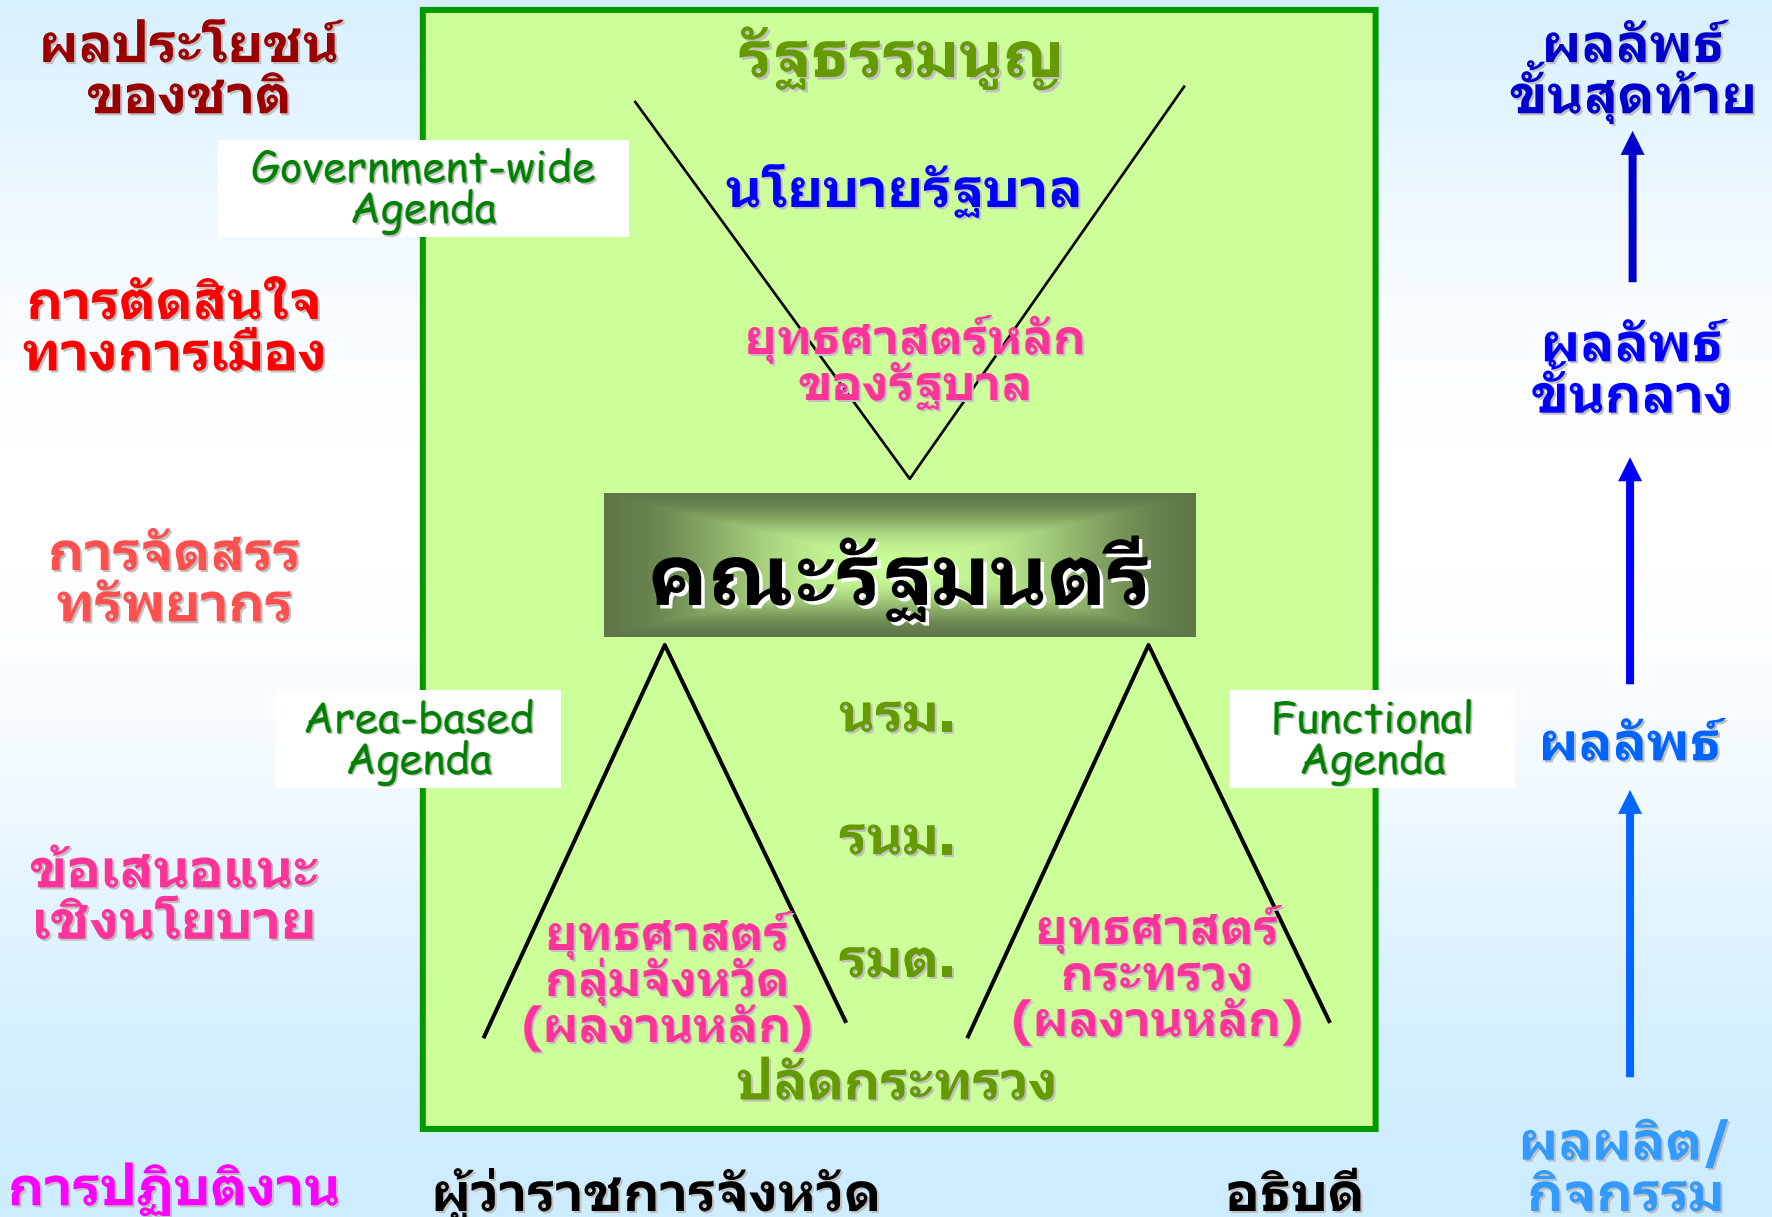 ผลประโยชน์
ของชาติ
รัฐธรรมนูญ
ผลลัพธ์
ขั้นสุดท้าย
Government-wide
Agenda
นโยบายรัฐบาล
การตัดสินใจ
ทางการเมือง
ยุทธศาสตร์หลัก
ของรัฐบาล
ผลลัพธ์
ขั้นกลาง
การจัดสรร
ทรัพยากร
คณะรัฐมนตรี
Area-based
Agenda
นรม.
Functional
Agenda
ผลลัพธ์
รนม.
ข้อเสนอแนะ
เชิงนโยบาย
ยุทธศาสตร์
กลุ่มจังหวัด
(ผลงานหลัก)
รมต.
ยุทธศาสตร์
กระทรวง
(ผลงานหลัก)
ปลัดกระทรวง
การปฏิบติงาน
ผู้ว่าราชการจังหวัด
อธิบดี
ผลผลิต/
กิจกรรม